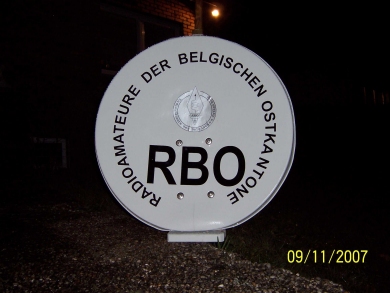 RADIOAMATEURE DER BELGISCHEN OSTKANTONE
RBO
09/11/2007